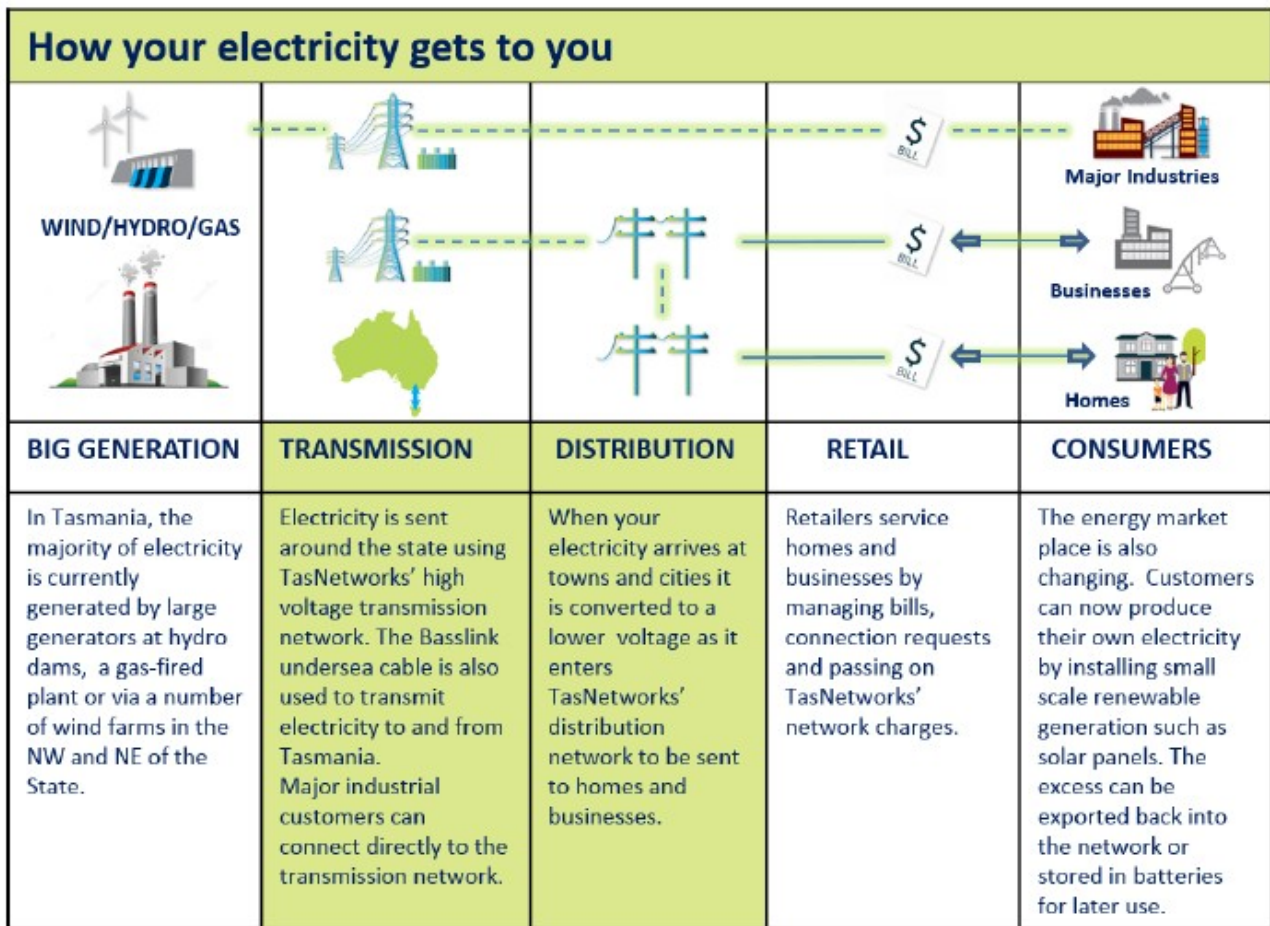 How your electricity gets to you
WIND/HYDRO/GAS
$
BILL
Major Industries
$
BILL
Businesses
$
BILL
Homes
BIG GENERATION
TRANSMISSION
DISTRIBUTION
RETAIL
CONSUMERS
In Tasmania, the
majority of electricity
is currently
generated by large
generators at hydro
dams, a gas-fired
plant or via a number
of wind farms in the
NW and NE of the
State.
Electricity is sent
around the state using
TasNetworks' high
voltage transmission
network. The Basslink
undersea cable is also
used to transmit
electricity to and from
Tasmania.
Major industrial
customers can
connect directly to the
transmission network.
When your
electricity arrives at
towns and cities it
is converted to a
lower voltage as it
enters
TasNetworks'
distribution
network to be sent
to homes and
businesses.
Retailers service
homes and
businesses by
managing bills,
connection requests
and passing on
TasNetworks'
network charges.
The energy market
place is also
changing. Customers
can now produce
their own electricity
by installing small
scale renewable
generation such as
solar panels. The
excess can be
exported back into
the network or
stored in batteries
for later use.